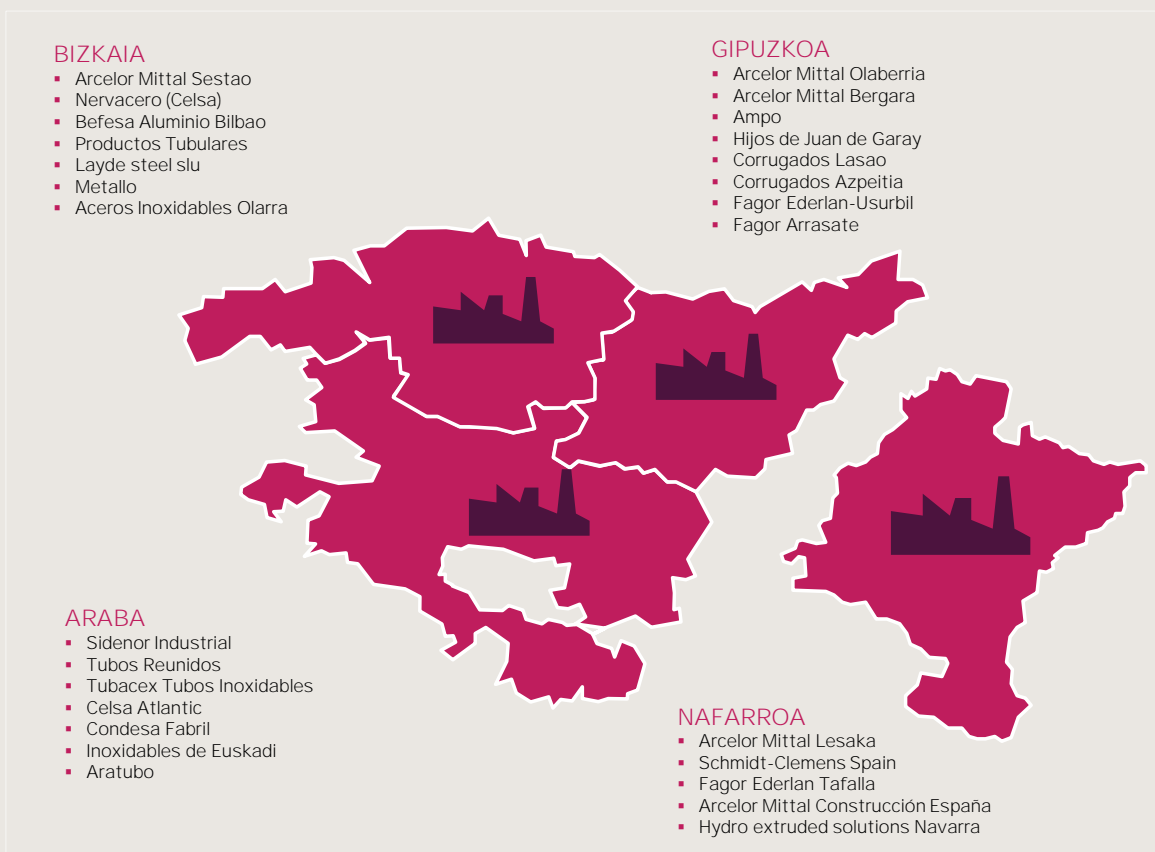 BIZKAIA
▪ Arcelor Mittal Sestao
▪ Nervacero (Celsa)
▪ Befesa Aluminio Bilbao
▪ Productos Tubulares
▪ Layde steel slu
▪ Metallo
▪ Aceros Inoxidables Olarra
GIPUZKOA
▪ Arcelor Mittal Olaberria
▪ Arcelor Mittal Bergara
▪ Ampo
▪ Hijos de Juan de Garay
▪ Corrugados Lasao
▪ Corrugados Azpeitia
▪ Fagor Ederlan-Usurbil
▪ Fagor Arrasate
ARABA
▪ Sidenor Industrial
▪ Tubos Reunidos
▪ Tubacex Tubos Inoxidables
▪ Celsa Atlantic
▪ Condesa Fabril
▪ Inoxidables de Euskadi
▪ Aratubo
NAFARROA
▪ Arcelor Mittal Lesaka
▪ Schmidt-Clemens Spain
▪ Fagor Ederlan Tafalla
▪ Arcelor Mittal Construcción España
▪ Hydro extruded solutions Navarra